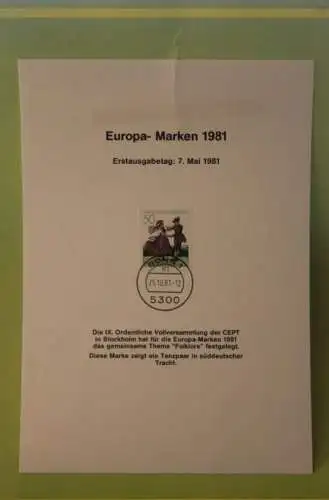 Europa- Marken 1981
Erstausgabetag: 7. Mai 1981
50
BONN 1
5300
Die IX. Ordentliche Vollversammlung der CEPT
in Stockholm hat für die Europa-Marken 1981
das gemeinsame Thema "Folklore" festgelegt.
Diese Marke zeigt ein Tanzpaar in süddeutscher
Tracht.